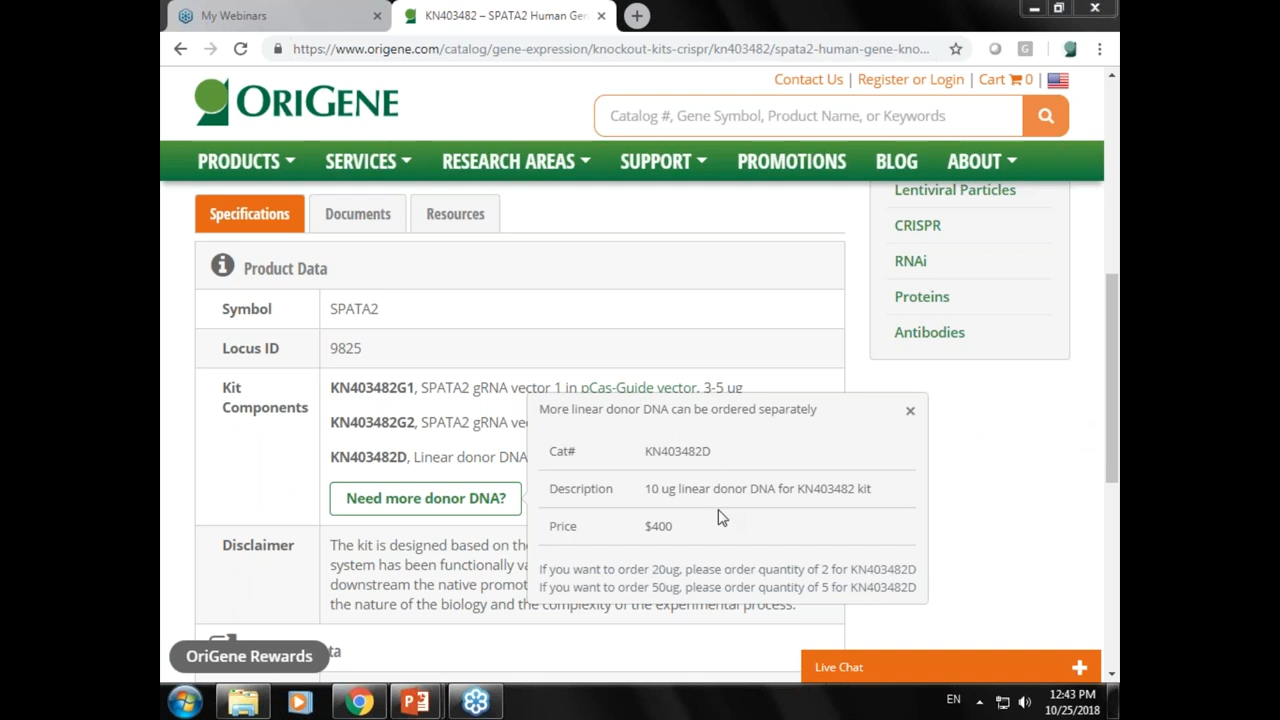 My Webinars
KN403482 – SPATA2 Human Gen
https://www.origene.com/catalog/gene-expression/knockout-kits-crispr/kn403482/spata2-human-gene-kno...
Contact Us | Register or Login | Cart 0 |
ORIGENE
Catalog #, Gene Symbol, Product Name, or Keywords
PRODUCTS SERVICES RESEARCH AREAS SUPPORT PROMOTIONS BLOG ABOUT
Lentiviral Particles
CRISPR
RNAi
Proteins
Antibodies
Specifications Documents Resources
Product Data
Symbol SPATA2
Locus ID 9825
Kit Components
KN403482G1, SPATA2 gRNA vector 1 in pCas-Guide vector, 3-5 ug
KN403482G2, SPATA2 gRNA ve
KN403482D, Linear donor DNA
Need more donor DNA?
More linear donor DNA can be ordered separately
Cat# KN403482D
Description 10 ug linear donor DNA for KN403482 kit
Price $400
If you want to order 20ug, please order quantity of 2 for KN403482D
If you want to order 50ug, please order quantity of 5 for KN403482D
Disclaimer
The kit is designed based on the
system has been functionally va
downstream the native promot
the nature of the biology and the complexity of the experimental process.
ta
OriGene Rewards
Live Chat
EN
12:43 PM
10/25/2018